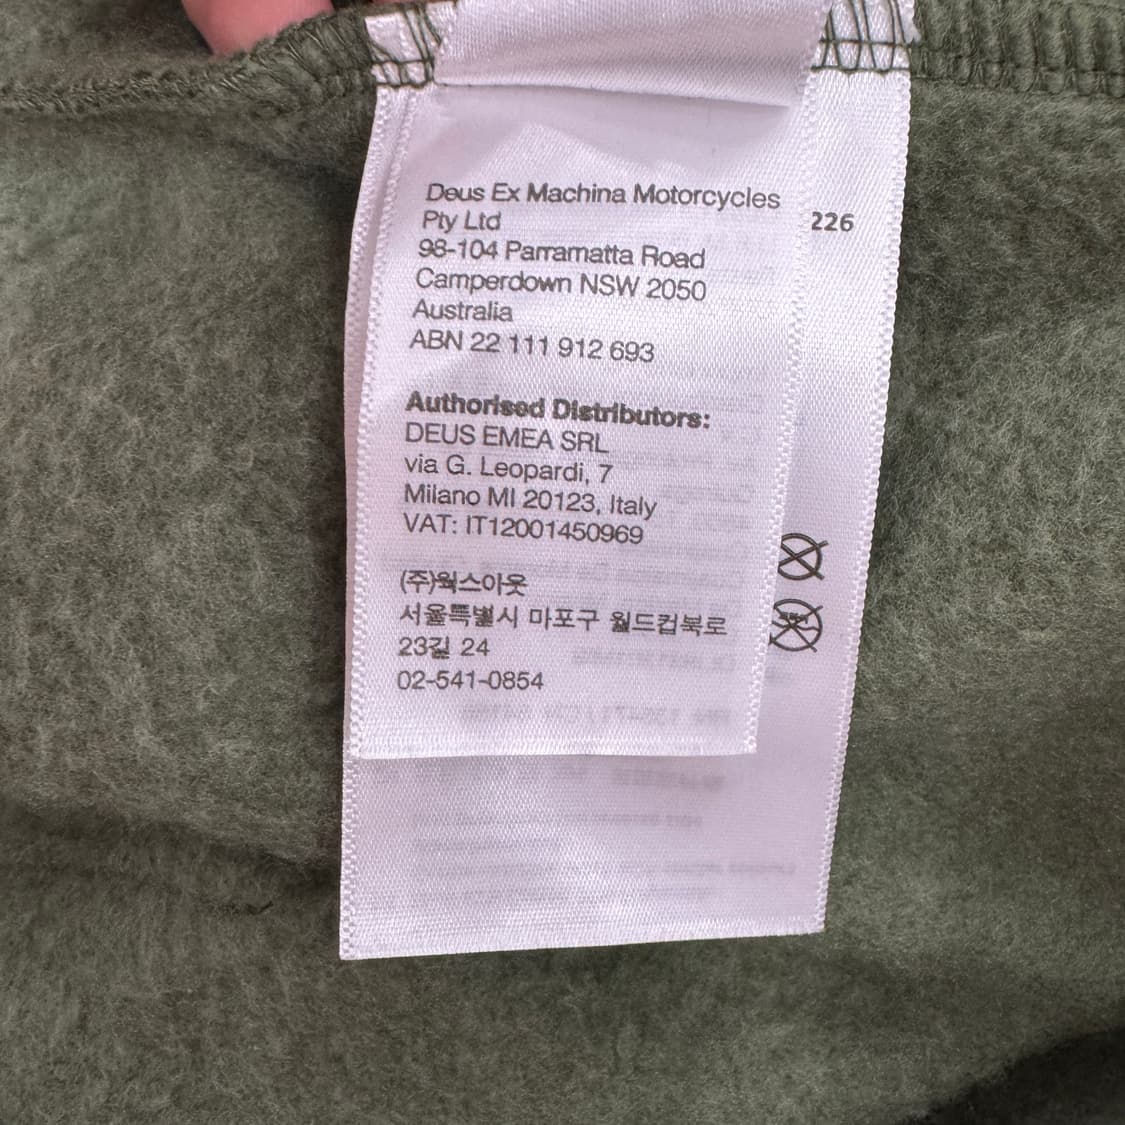 Deus Ex Machina Motorcycles
Pty Ltd
98-104 Parramatta Road
Camperdown NSW 2050
Australia
ABN 22 111 912 693
Authorised Distributors:
DEUS EMEA SRL
via G. Leopardi, 7
Milano MI 20123, Italy
VAT: IT12001450969
(주)웍스아웃
서울특별시 마포구 월드컵북로
23길 24
02-541-0854
226